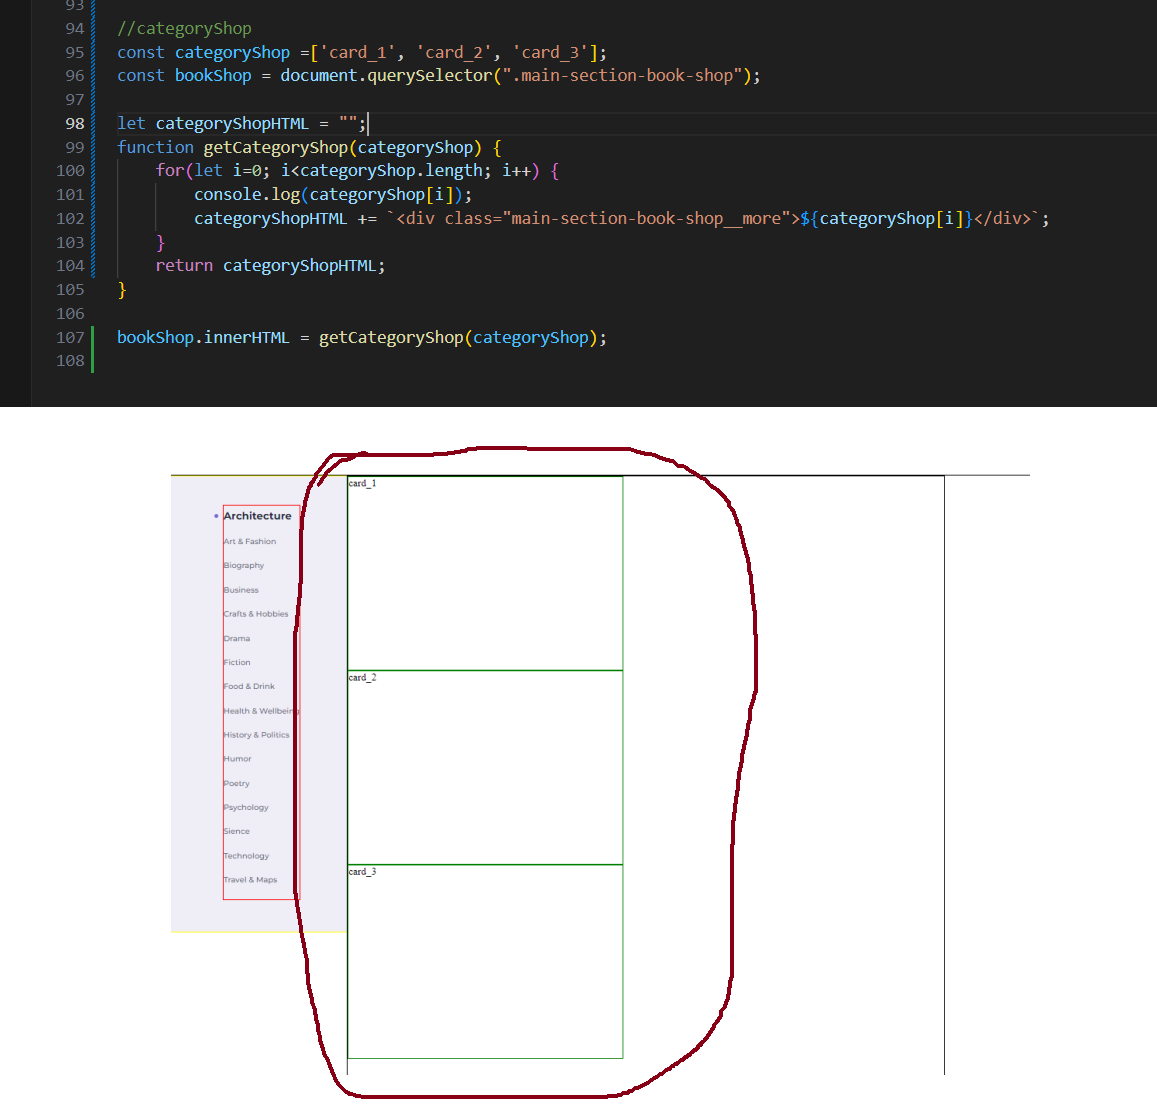 93
94 //categoryShop
95 const categoryShop =['card_1', 'card_2', 'card_3'];
96 const bookShop = document.querySelector(".main-section-book-shop");
97
98 let categoryShopHTML = "";
99 function getCategoryShop(categoryShop) {
100 for(let i=0; i<categoryShop.length; i++) {
101 console.log(categoryShop[i]);
102 categoryShopHTML += `<div class="main-section-book-shop__more">${categoryShop[i]}</div>`;
103 }
104 return categoryShopHTML;
105 }
106
107 bookShop.innerHTML = getCategoryShop(categoryShop);
108
Architecture
Art & Fashion
Biography
Business
Crafts & Hobbies
Drama
Fiction
Food & Drink
Health & Wellbeing
History & Politics
Humor
Poetry
Psychology
Sience
Technology
Travel & Maps
card_1
card_2
card_3